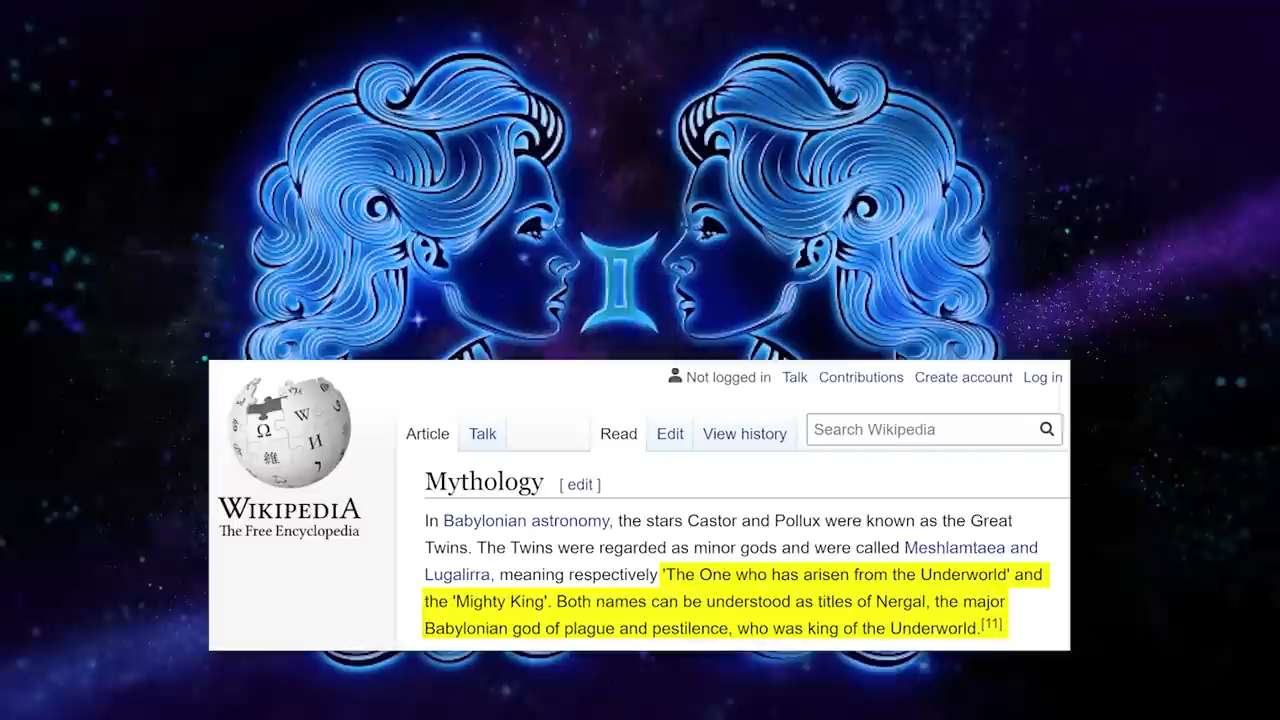 Not logged in Talk Contributions Create account Log in
Article Talk Read Edit View history Search Wikipedia
Ω W И 維 י
WIKIPEDIA
The Free Encyclopedia
Mythology [ edit ]
In Babylonian astronomy, the stars Castor and Pollux were known as the Great
Twins. The Twins were regarded as minor gods and were called Meshlamtaea and
Lugalirra, meaning respectively 'The One who has arisen from the Underworld' and
the 'Mighty King'. Both names can be understood as titles of Nergal, the major
Babylonian god of plague and pestilence, who was king of the Underworld.[11]